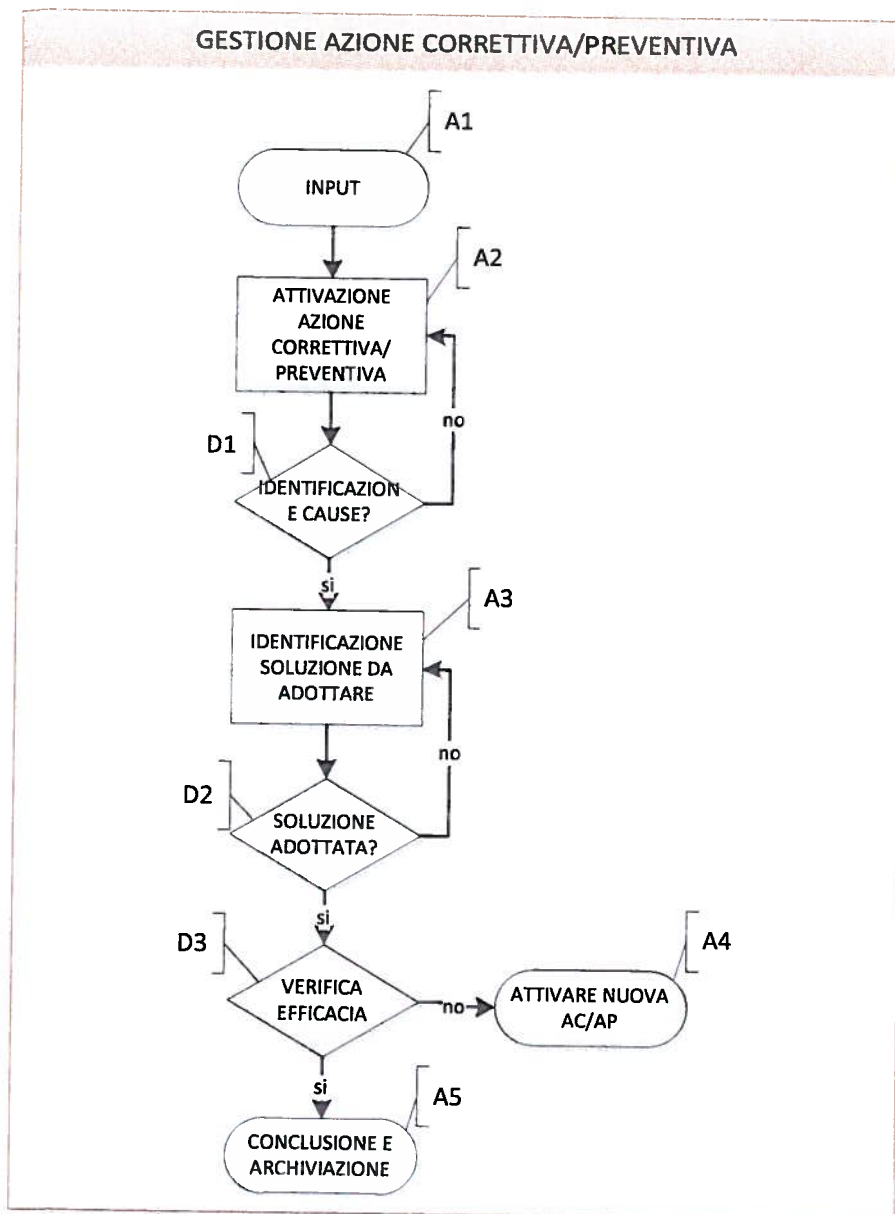 GESTIONE AZIONE CORRETTIVA/PREVENTIVA
A1
INPUT
A2
ATTIVAZIONE
AZIONE
CORRETTIVA/
PREVENTIVA
no
D1
IDENTIFICAZION
E CAUSE?
si
A3
IDENTIFICAZIONE
SOLUZIONE DA
ADOTTARE
no
D2
SOLUZIONE
ADOTTATA?
si
D3
VERIFICA
EFFICACIA
no
A4
ATTIVARE NUOVA
AC/AP
si
A5
CONCLUSIONE E
ARCHIVIAZIONE